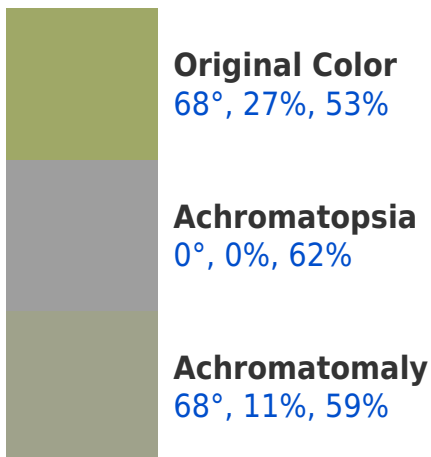 Original Color
68°, 27%, 53%
Achromatopsia
0°, 0%, 62%
Achromatomaly
68°, 11%, 59%